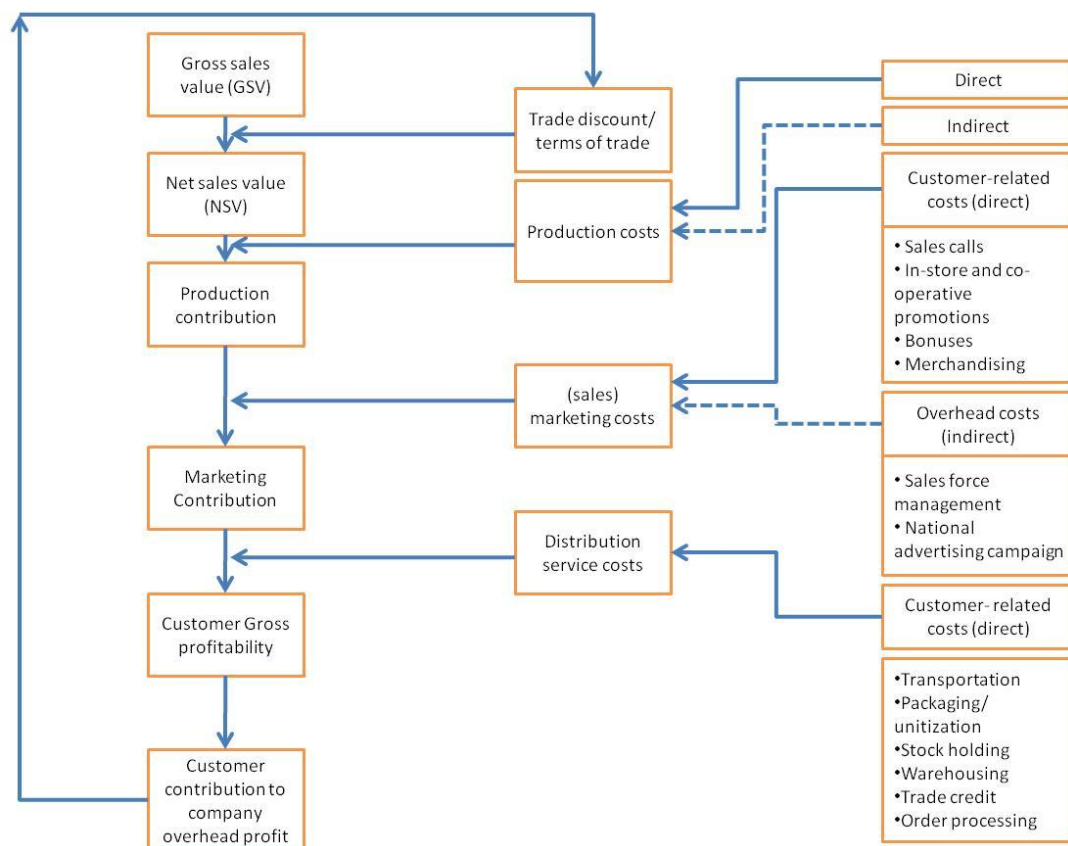 Gross sales
value (GSV)
Trade discount/
terms of trade
Net sales value
(NSV)
Production costs
Production
contribution
(sales)
marketing costs
Marketing
Contribution
Distribution
service costs
Customer Gross
profitability
Customer
contribution to
company
overhead profit
Direct
Indirect
Customer-related
costs (direct)
• Sales calls
• In-store and co-
operative
promotions
• Bonuses
• Merchandising
Overhead costs
(indirect)
• Sales force
management
• National
advertising campaign
Customer- related
costs (direct)
•Transportation
•Packaging/
unitization
•Stock holding
•Warehousing
•Trade credit
•Order processing